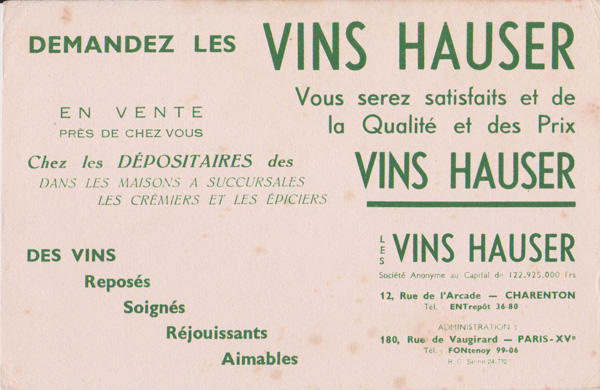 DEMANDEZ LES VINS HAUSER
Vous serez satisfaits et de
la Qualité et des Prix
EN VENTE
PRÈS DE CHEZ VOUS
Chez les DÉPOSITAIRES des
DANS LES MAISONS A SUCCURSALES
LES CRÉMIERS ET LES ÉPICIERS
VINS HAUSER
DES VINS
Reposés
Soignés
Réjouissants
Aimables
LES VINS HAUSER
Société Anonyme au Capital de 122.925.000 Frs
12, Rue de l'Arcade — CHARENTON
Tél. ENTrepôt 36-80
ADMINISTRATION :
180, Rue de Vaugirard — PARIS-XVe
Tél. : FONtenoy 99-06
R. C. Seine